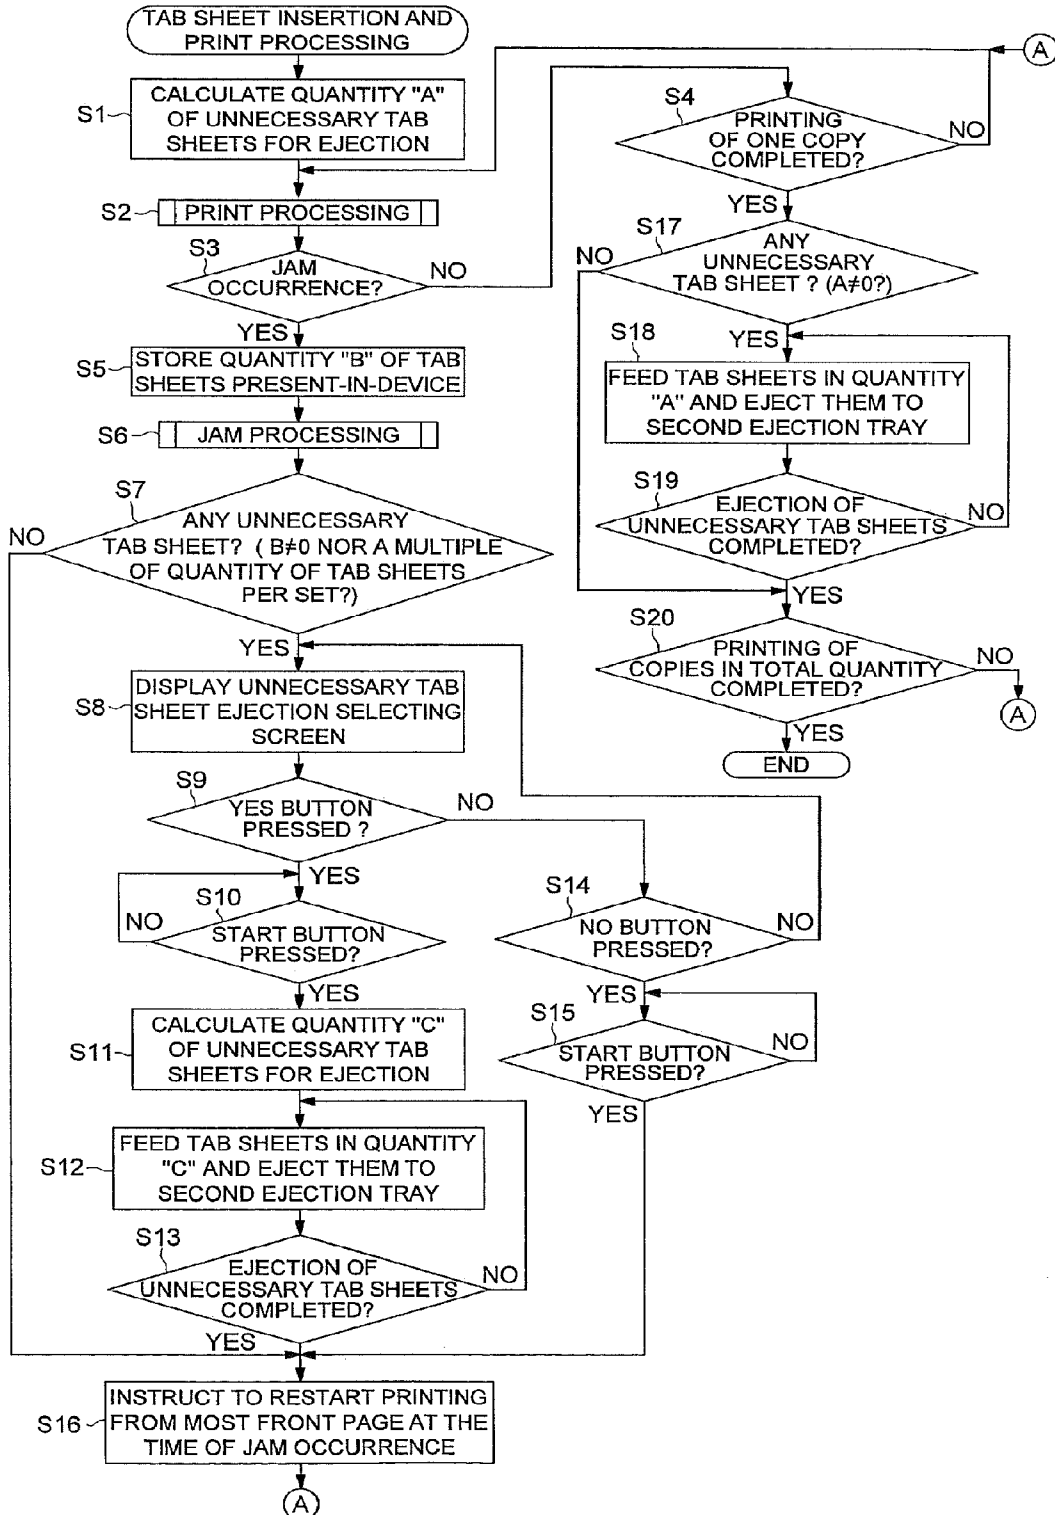 TAB SHEET INSERTION AND
PRINT PROCESSING
S1
CALCULATE QUANTITY "A"
OF UNNECESSARY TAB
SHEETS FOR EJECTION
S2
PRINT PROCESSING
S3
JAM
OCCURRENCE?
NO
YES
S5
STORE QUANTITY "B" OF TAB
SHEETS PRESENT-IN-DEVICE
S6
JAM PROCESSING
S7
NO
ANY UNNECESSARY
TAB SHEET? ( B≠0 NOR A MULTIPLE
OF QUANTITY OF TAB SHEETS
PER SET?)
YES
S8
DISPLAY UNNECESSARY TAB
SHEET EJECTION SELECTING
SCREEN
S9
YES BUTTON
PRESSED ?
NO
YES
S10
NO
START BUTTON
PRESSED?
YES
S11
CALCULATE QUANTITY "C"
OF UNNECESSARY TAB
SHEETS FOR EJECTION
S12
FEED TAB SHEETS IN QUANTITY
"C" AND EJECT THEM TO
SECOND EJECTION TRAY
S13
EJECTION OF
UNNECESSARY TAB SHEETS
COMPLETED?
NO
YES
S14
NO BUTTON
PRESSED?
NO
YES
S15
START BUTTON
PRESSED?
NO
YES
S16
INSTRUCT TO RESTART PRINTING
FROM MOST FRONT PAGE AT THE
TIME OF JAM OCCURRENCE
A
A
S4
PRINTING
OF ONE COPY
COMPLETED?
NO
YES
S17
NO
ANY
UNNECESSARY
TAB SHEET ? (A≠0?)
YES
S18
FEED TAB SHEETS IN QUANTITY
"A" AND EJECT THEM TO
SECOND EJECTION TRAY
S19
EJECTION OF
UNNECESSARY TAB SHEETS
COMPLETED?
NO
YES
S20
PRINTING OF
COPIES IN TOTAL QUANTITY
COMPLETED?
NO
A
YES
END